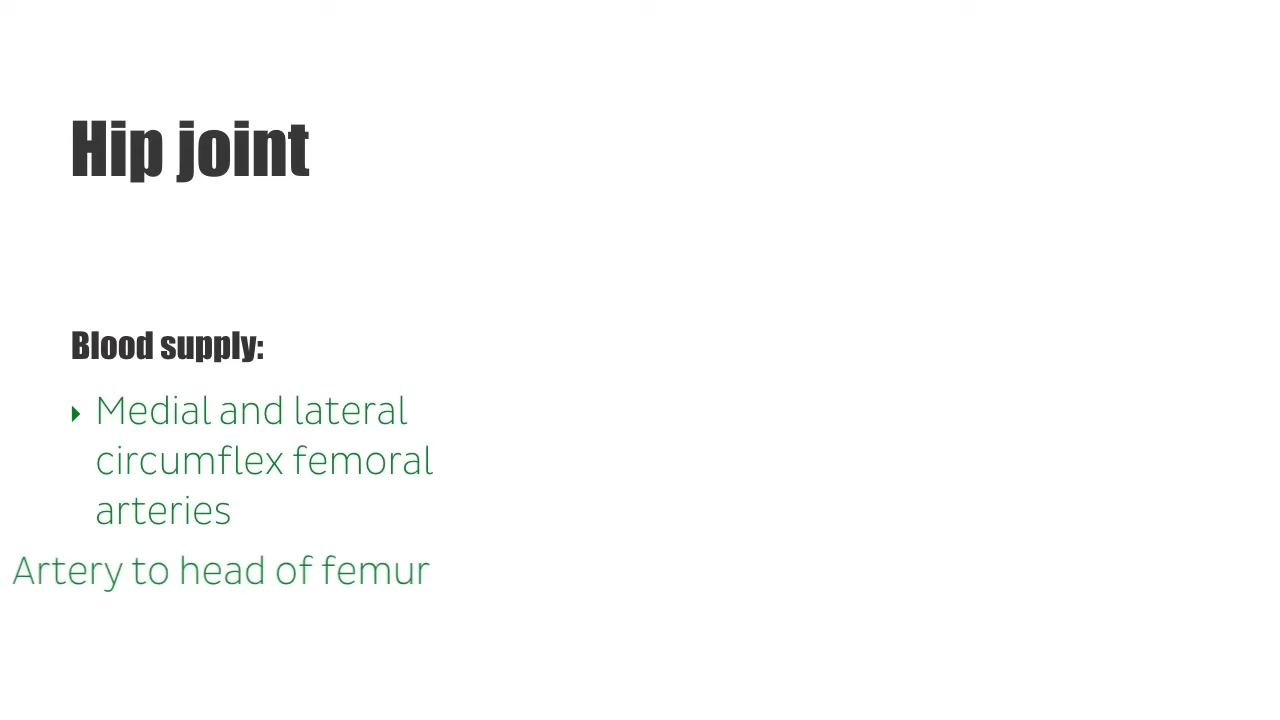 Hip joint
Blood supply:
Medial and lateral
circumflex femoral
arteries
Artery to head of femur